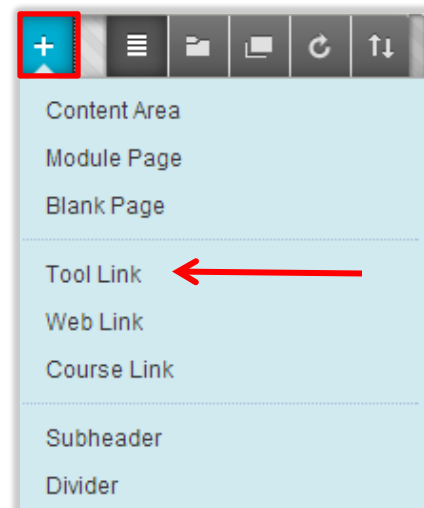 +
Content Area
Module Page
Blank Page
Tool Link
Web Link
Course Link
Subheader
Divider